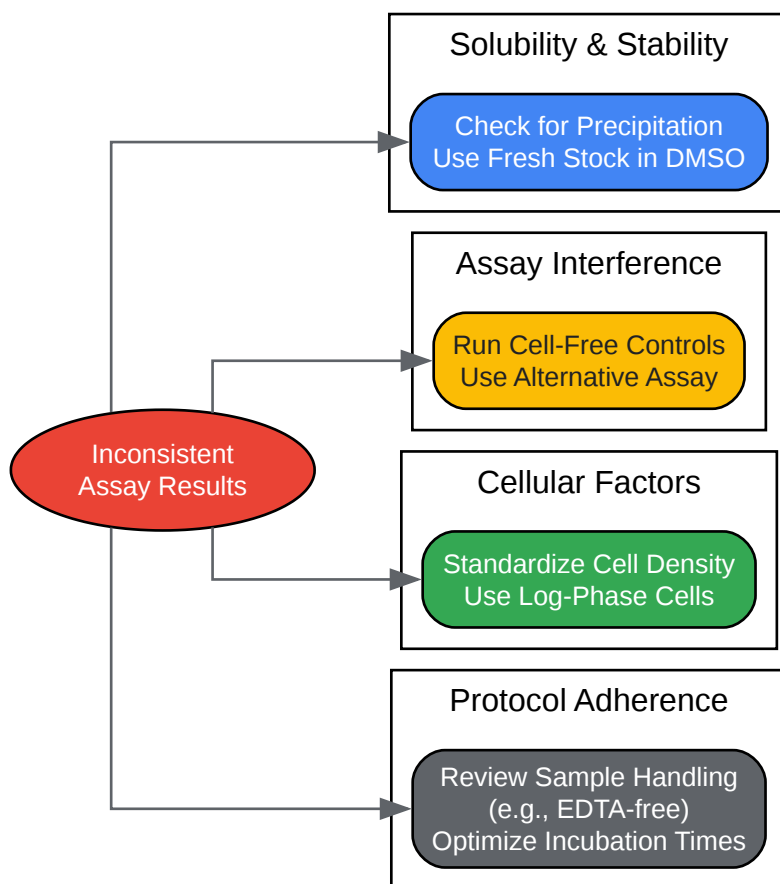 Solubility & Stability
Check for Precipitation
Use Fresh Stock in DMSO
Assay Interference
Run Cell-Free Controls
Use Alternative Assay
Inconsistent
Assay Results
Cellular Factors
Standardize Cell Density
Use Log-Phase Cells
Protocol Adherence
Review Sample Handling
(e.g., EDTA-free)
Optimize Incubation Times